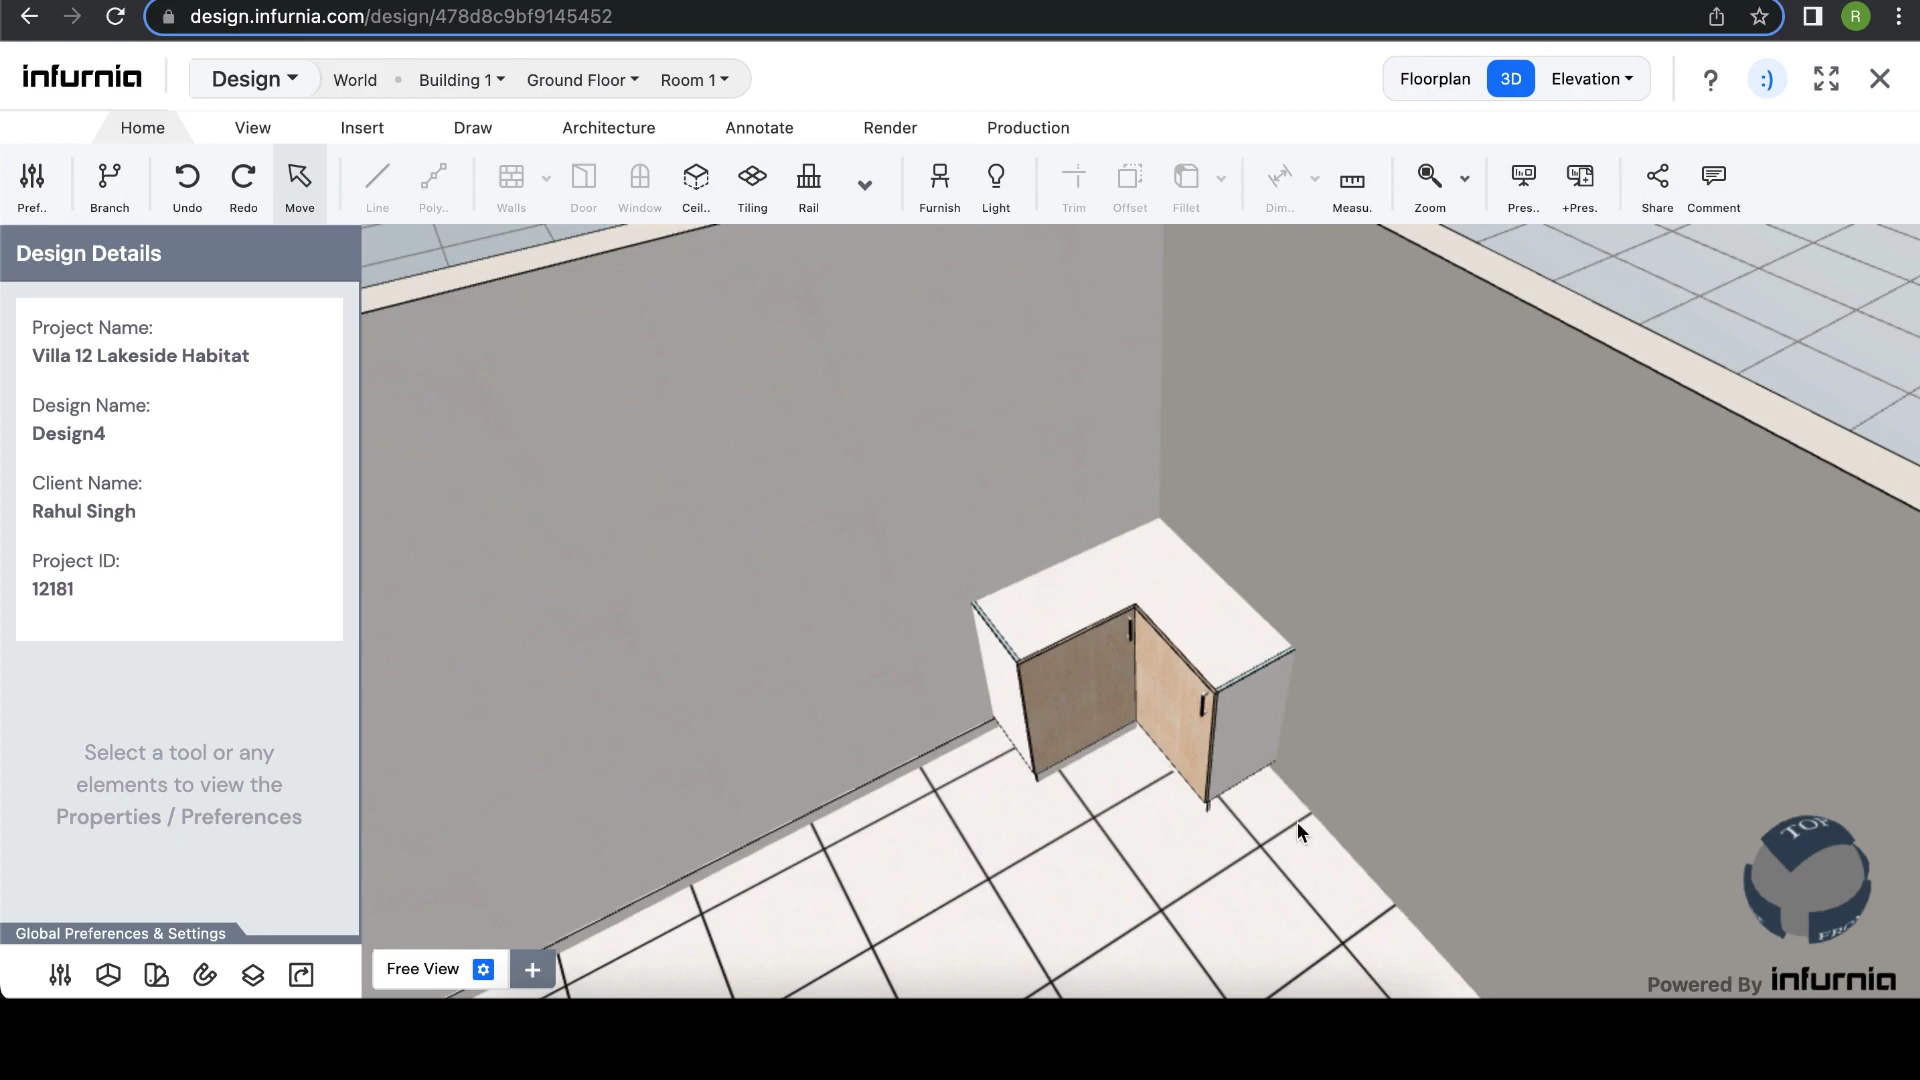 design.infurnia.com/design/478d8c9bf9145452
R
infurnia
Design
World
Building 1
Ground Floor
Room 1
Floorplan
3D
Elevation
?
:)
Home
View
Insert
Draw
Architecture
Annotate
Render
Production
Pref..
Branch
Undo
Redo
Move
Line
Poly..
Walls
Door
Window
Ceil..
Tiling
Rail
Furnish
Light
Trim
Offset
Fillet
Dim..
Measu.
Zoom
Pres..
+Pres.
Share
Comment
Design Details
Project Name:
Villa 12 Lakeside Habitat
Design Name:
Design4
Client Name:
Rahul Singh
Project ID:
12181
Select a tool or any
elements to view the
Properties / Preferences
Global Preferences & Settings
Free View
+
TOP
Powered By infurnia